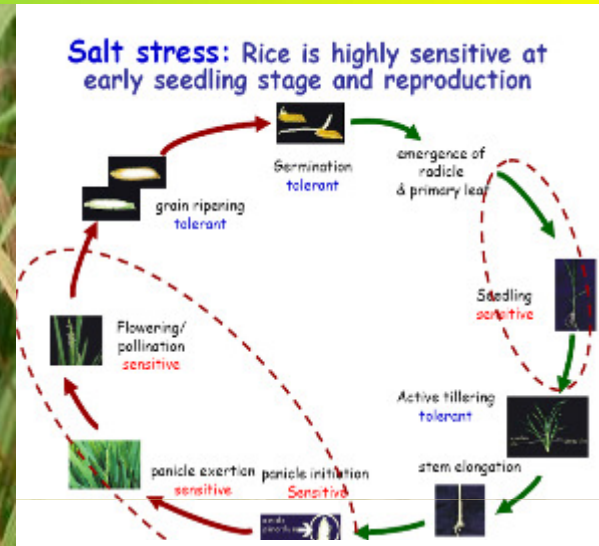 Salt stress: Rice is highly sensitive at
early seedling stage and reproduction
Germination
tolerant
emergence of
radicle
& primary leaf
Seedling
sensitive
Active tillering
tolerant
stem elongation
panicle initiation
Sensitive
panicle exertion
sensitive
Flowering/
pollination
sensitive
grain ripening
tolerant